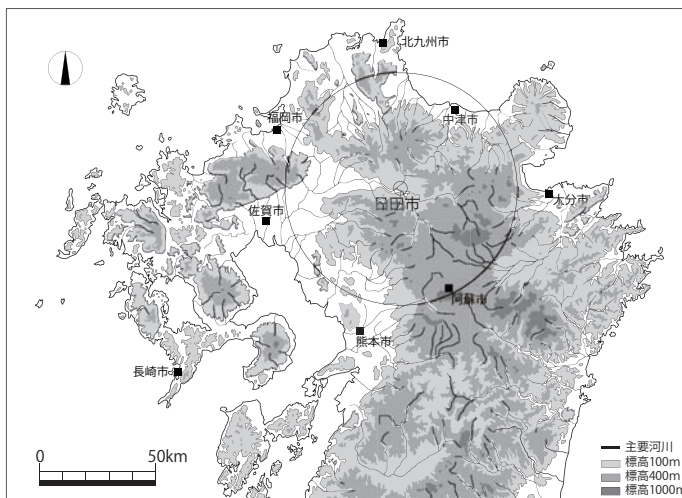 北九州市
福岡市
中津市
日田市
大分市
佐賀市
阿蘇市
熊本市
長崎市
0 50km
主要河川
標高100m
標高400m
標高1000m